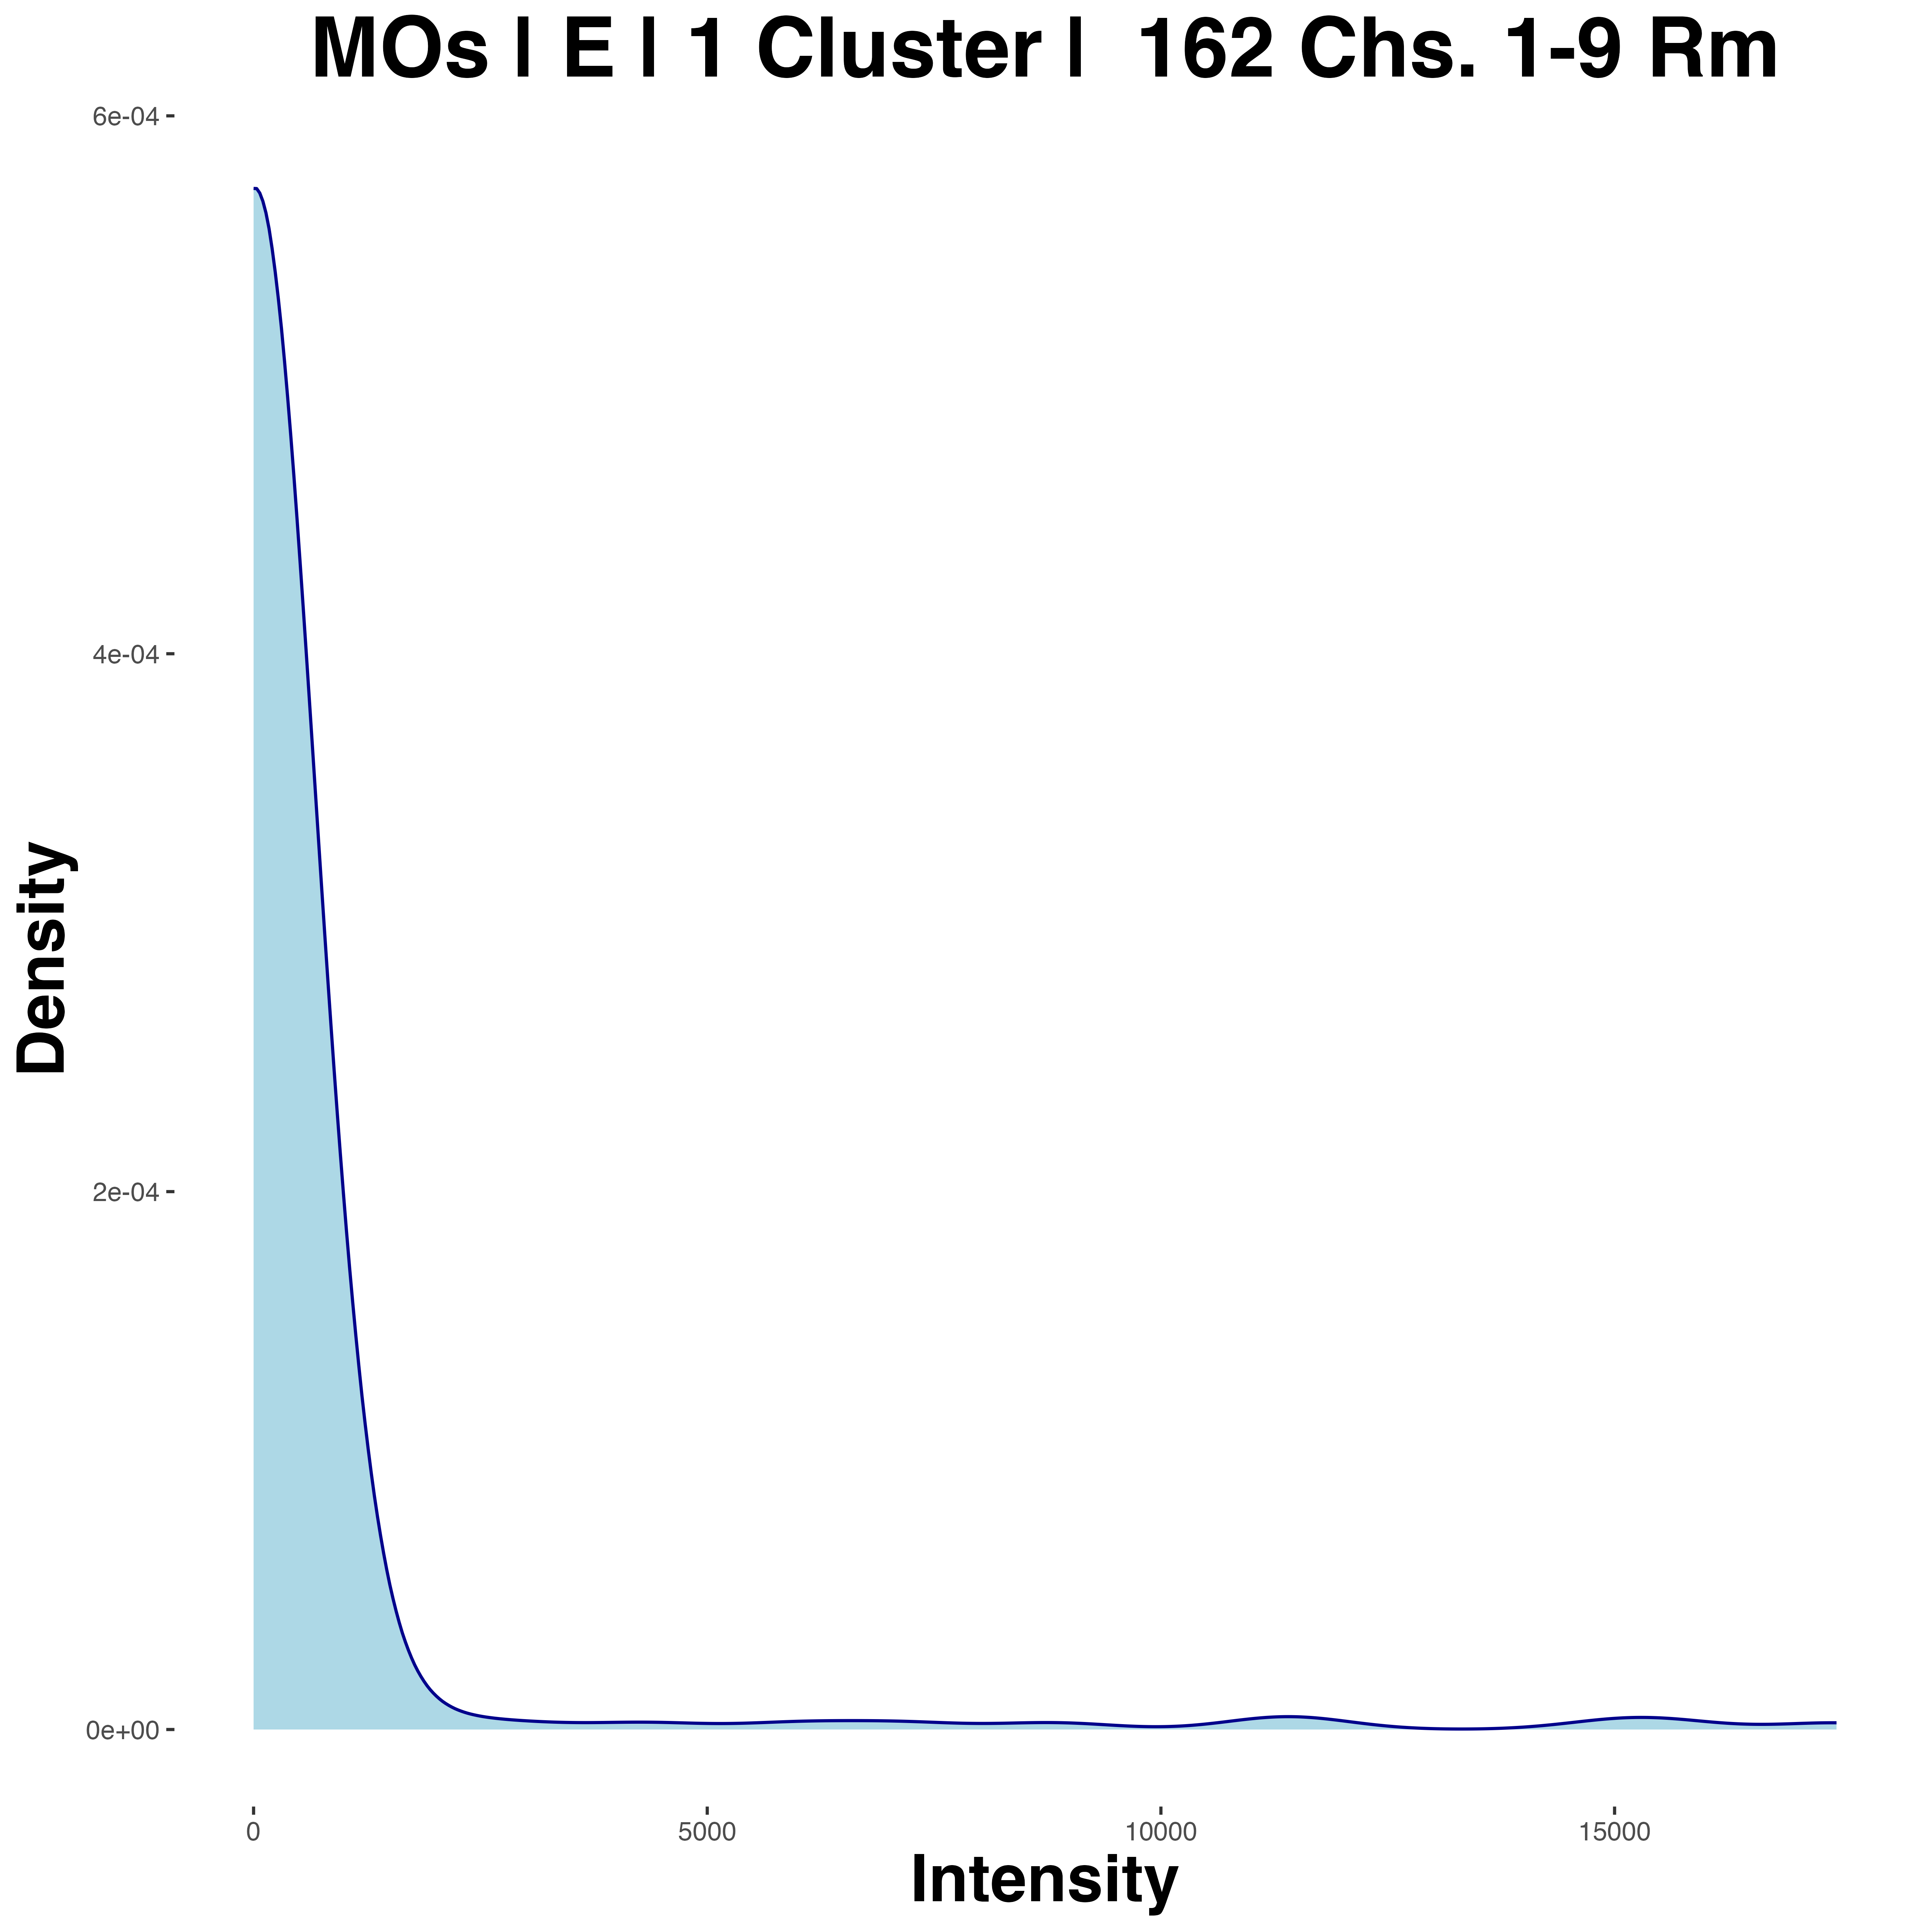 MOs | E | 1 Cluster |  162 Chs. 1-9 Rm
6e-04
4e-04
2e-04
0e+00
Density
0
5000
10000
15000
Intensity